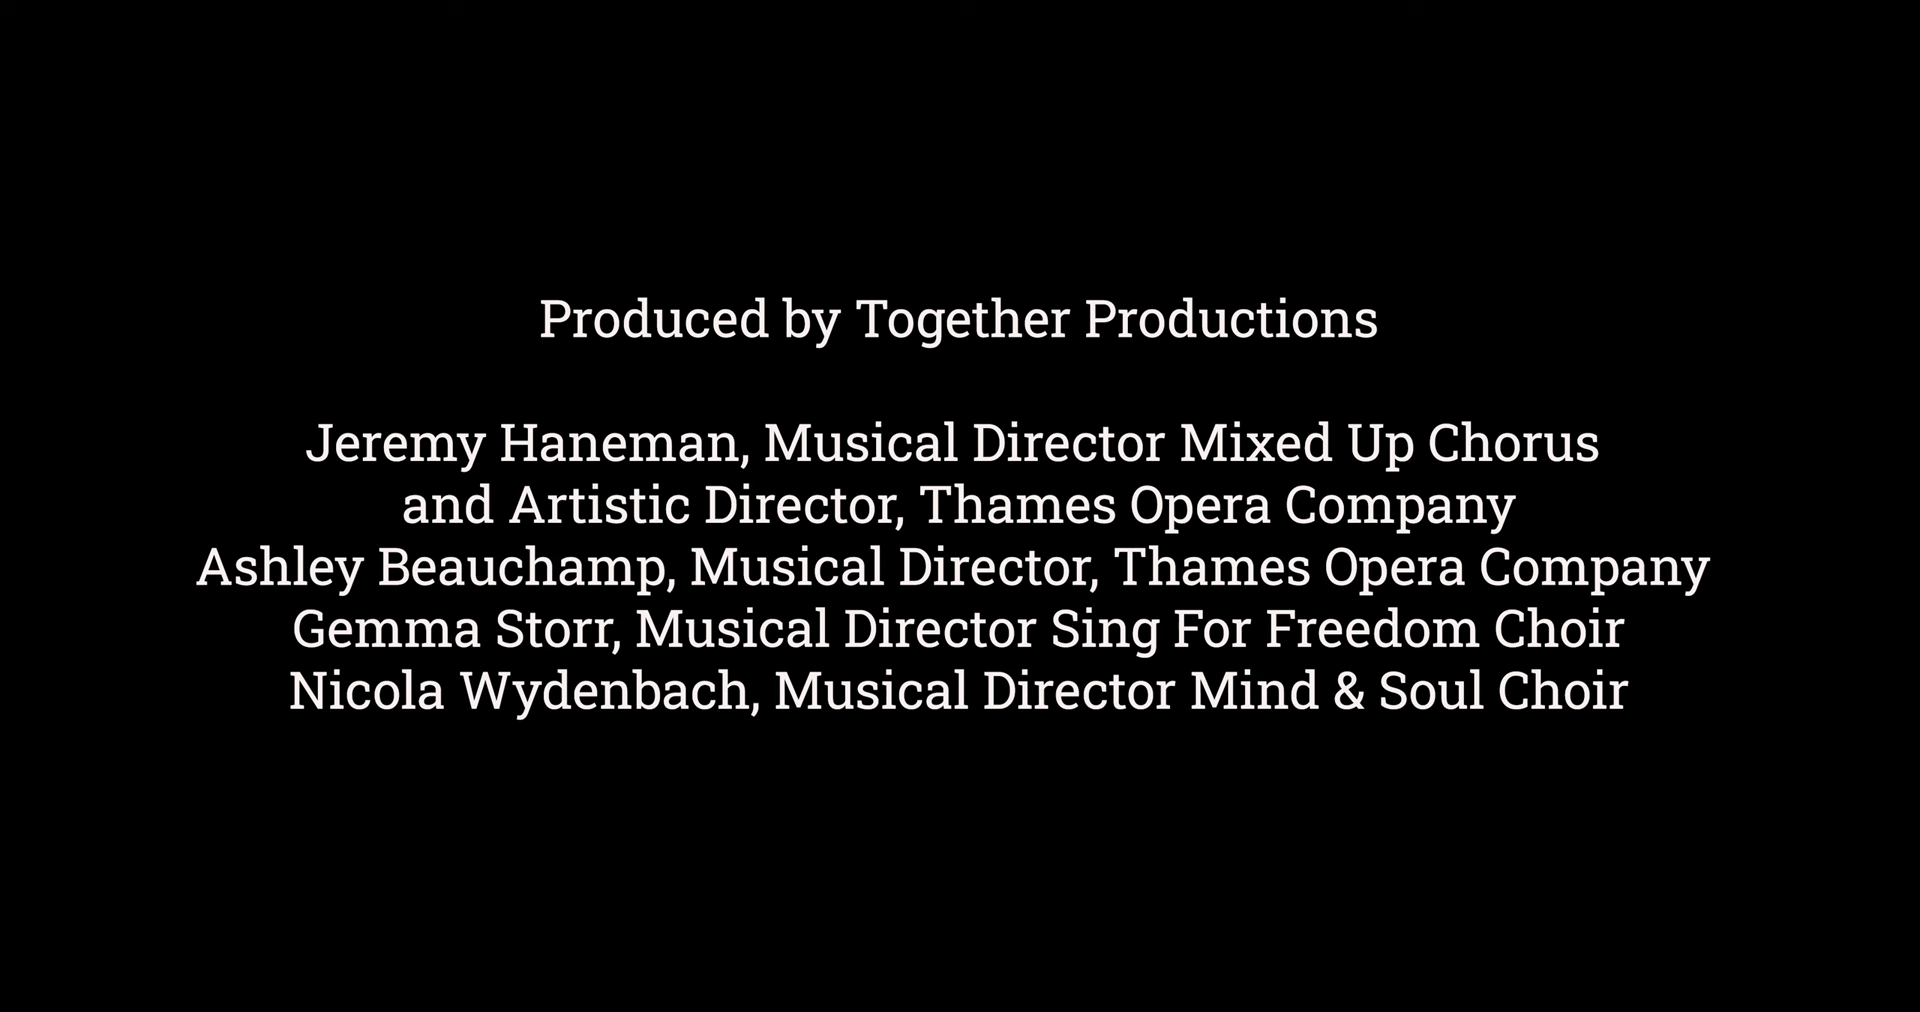 Produced by Together Productions
Jeremy Haneman, Musical Director Mixed Up Chorus
and Artistic Director, Thames Opera Company
Ashley Beauchamp, Musical Director, Thames Opera Company
Gemma Storr, Musical Director Sing For Freedom Choir
Nicola Wydenbach, Musical Director Mind & Soul Choir